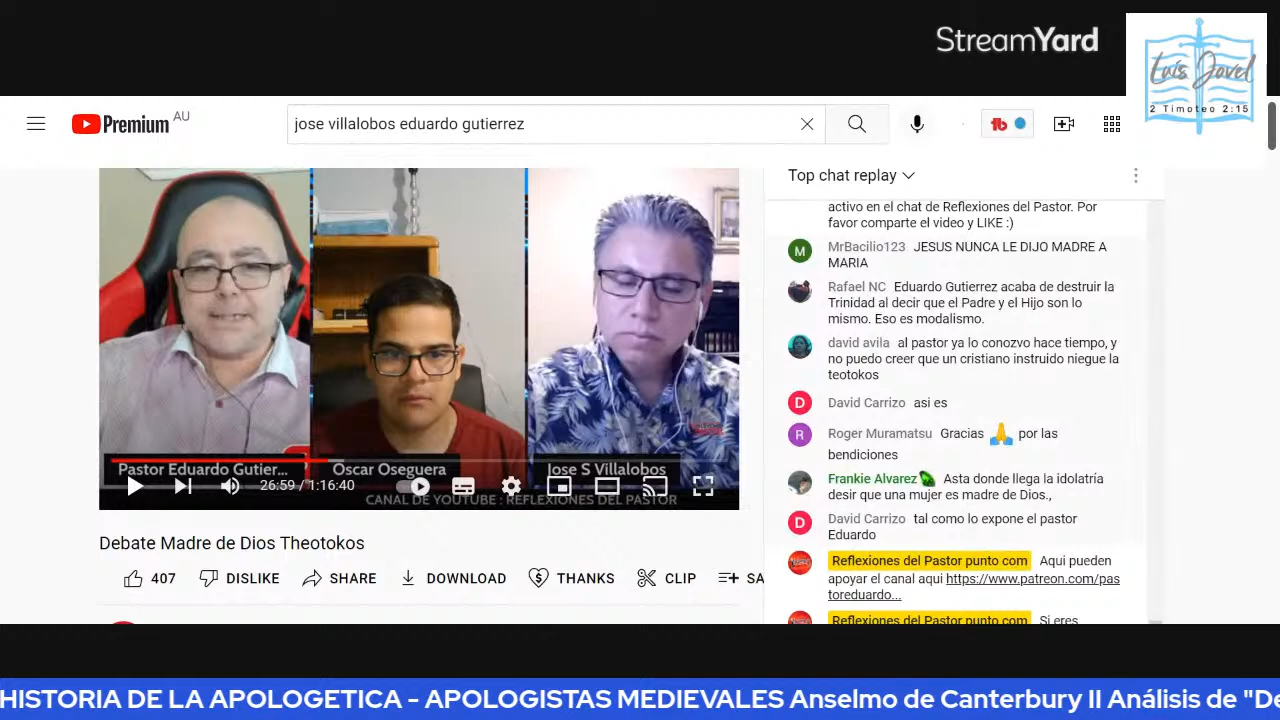 StreamYard
Luis Jovel
2 Timoteo 2:15
Premium AU
jose villalobos eduardo gutierrez
Top chat replay
activo en el chat de Reflexiones del Pastor. Por
favor comparte el video y LIKE :)
MrBacilio123 JESUS NUNCA LE DIJO MADRE A
MARIA
Rafael NC Eduardo Gutierrez acaba de destruir la
Trinidad al decir que el Padre y el Hijo son lo
mismo. Eso es modalismo.
david avila al pastor ya lo conozvo hace tiempo, y
no puedo creer que un cristiano instruido niegue la
teotokos
David Carrizo asi es
Roger Muramatsu Gracias 🙏 por las
bendiciones
Frankie Alvarez Asta donde llega la idolatría
desir que una mujer es madre de Dios.,
David Carrizo tal como lo expone el pastor
Eduardo
Reflexiones del Pastor punto com Aqui pueden
apoyar el canal aqui https://www.patreon.com/pas
toreduardo...
Reflexiones del Pastor punto com Si eres
Pastor Eduardo Gutier...
Oscar Oseguera
Jose S Villalobos
26:59 / 1:16:40
CANAL DE YOUTUBE : REFLEXIONES DEL PASTOR
Debate Madre de Dios Theotokos
407 DISLIKE SHARE DOWNLOAD THANKS CLIP SA
HISTORIA DE LA APOLOGETICA - APOLOGISTAS MEDIEVALES Anselmo de Canterbury II Análisis de "De